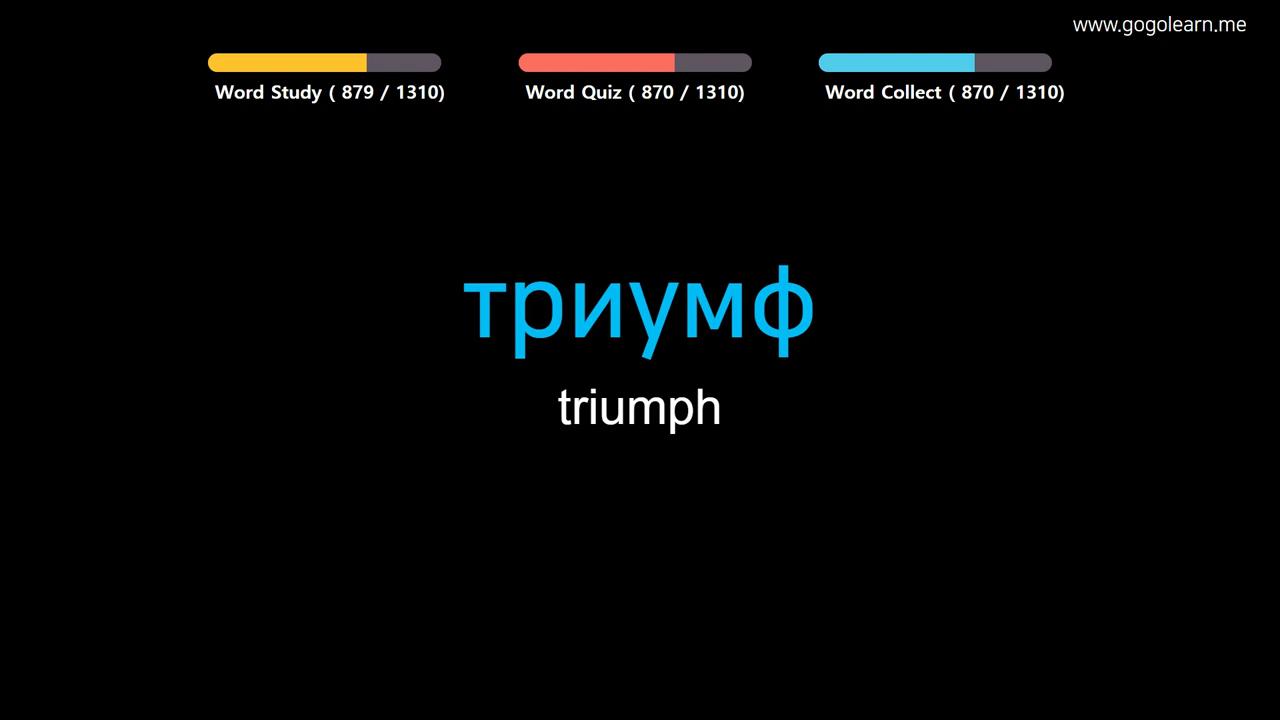 www.gogolearn.me
Word Study ( 879 / 1310)
Word Quiz ( 870 / 1310)
Word Collect ( 870 / 1310)
триумф
triumph